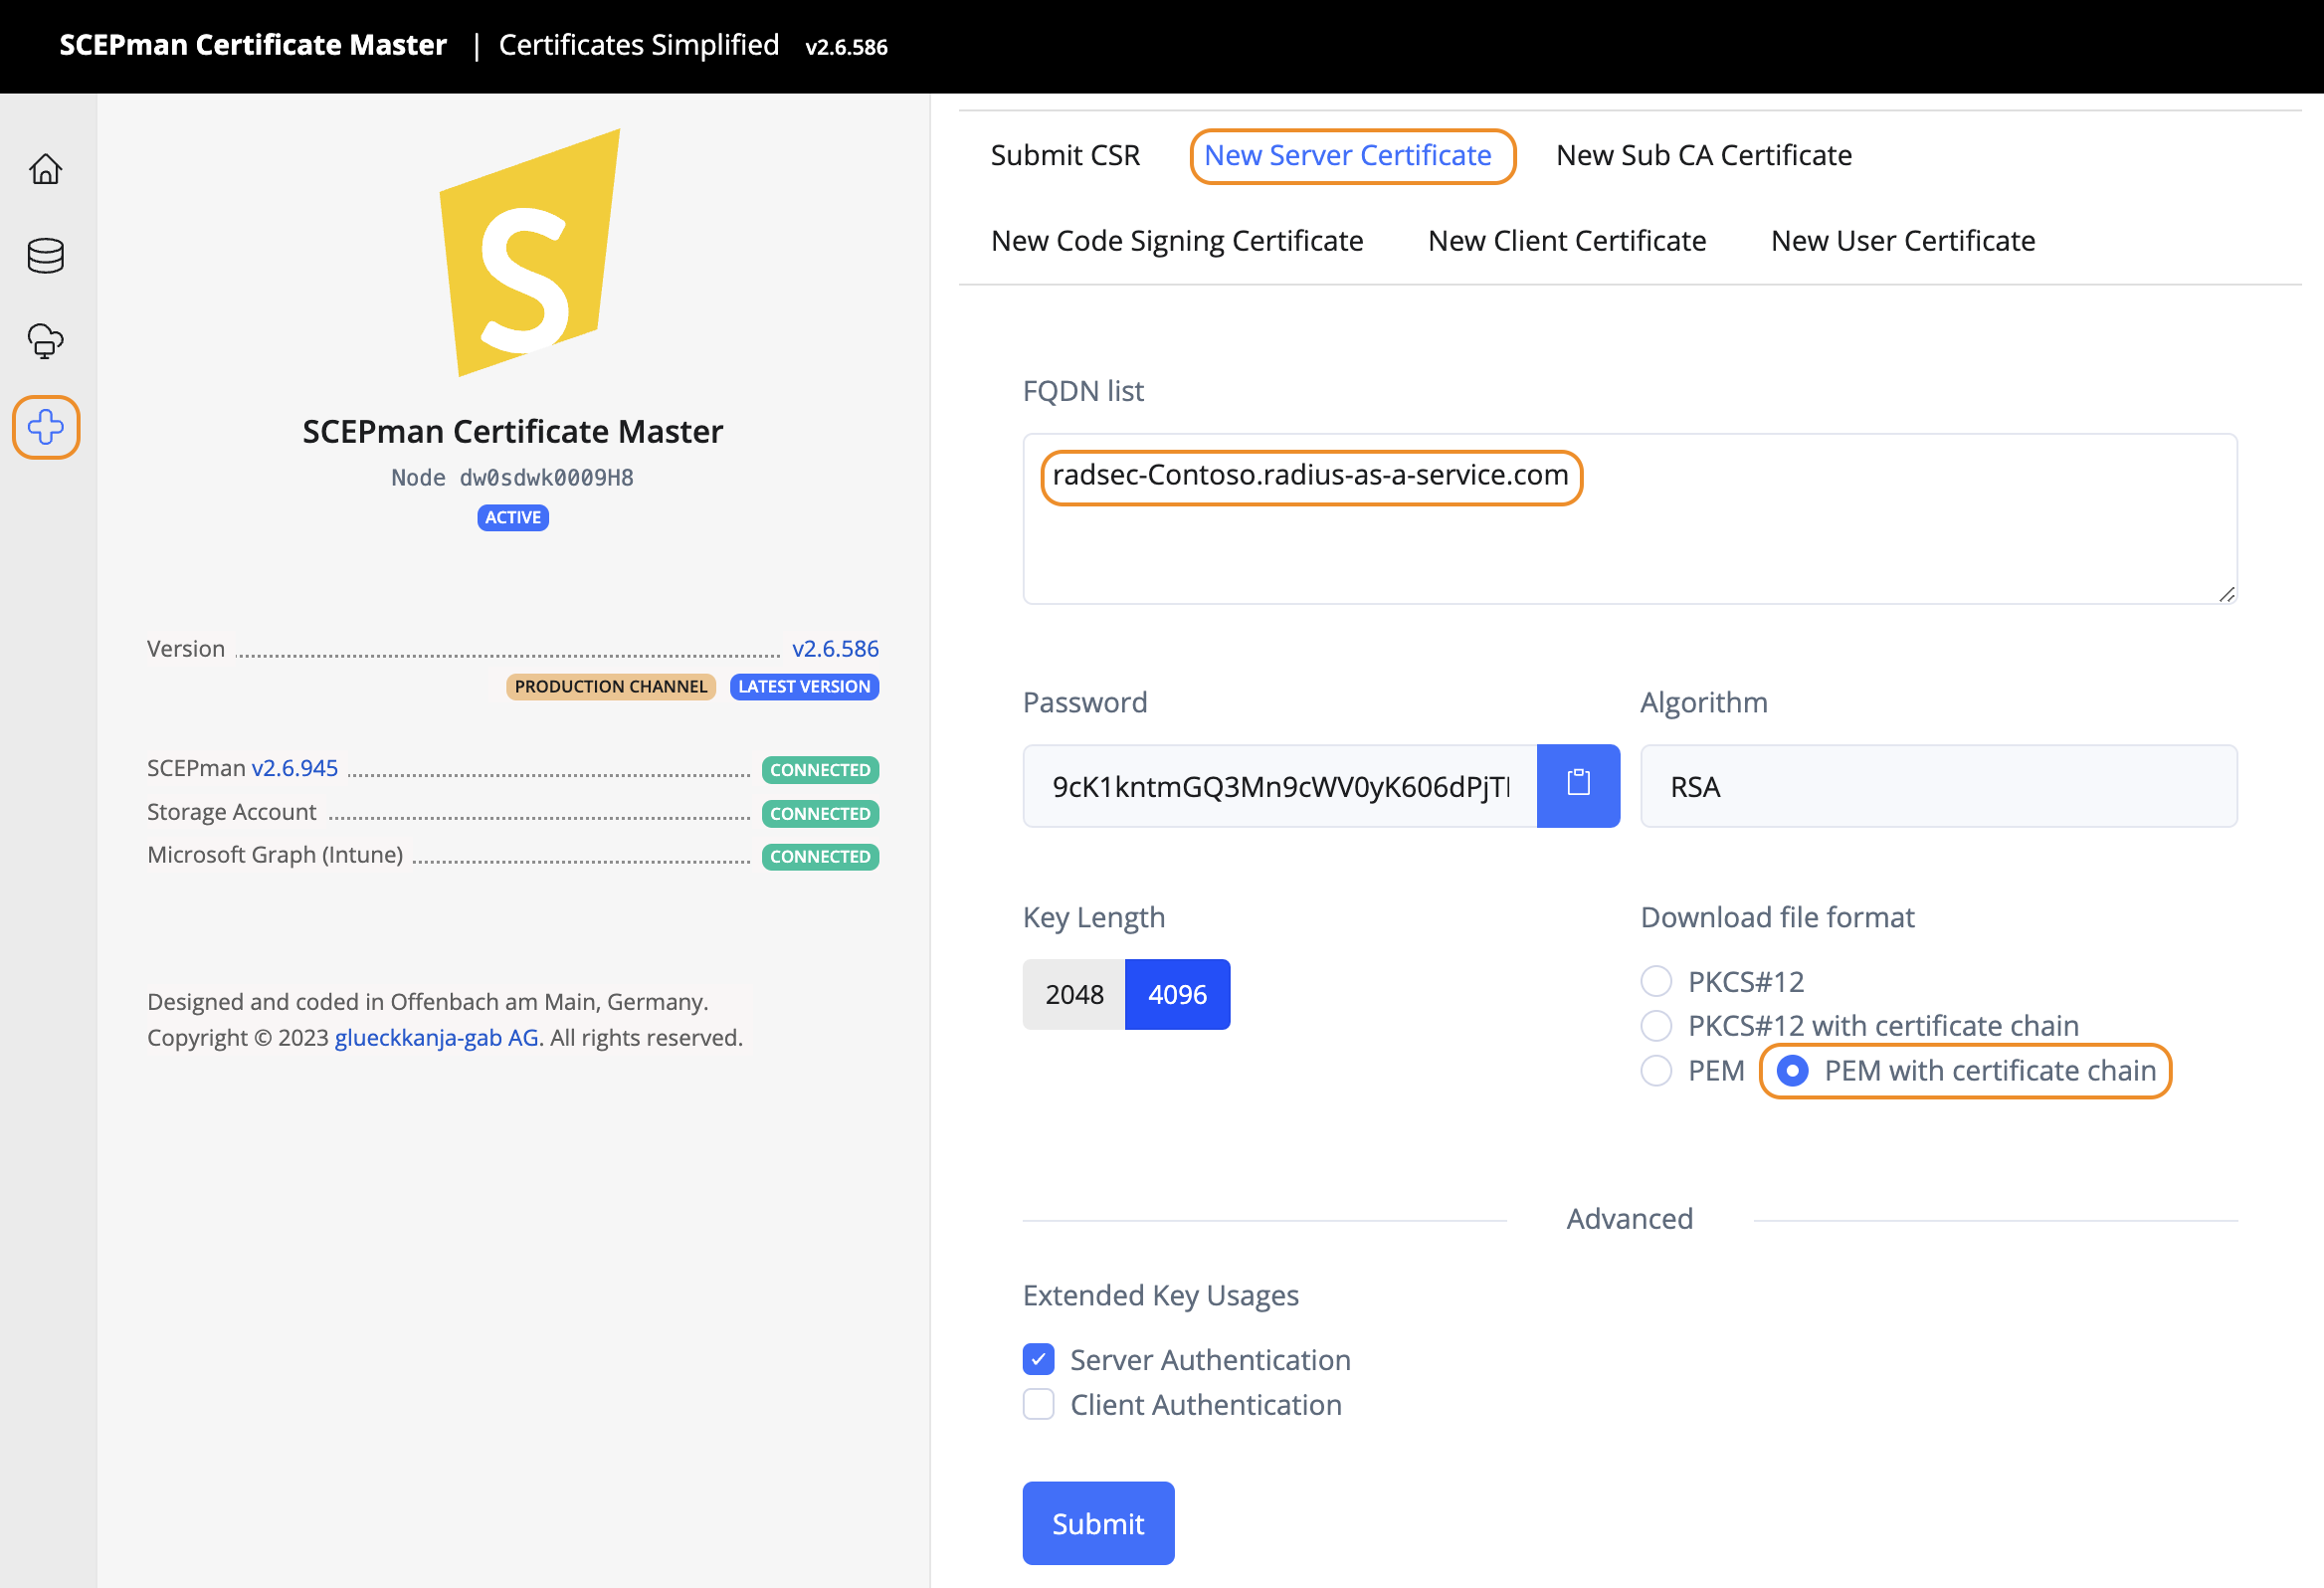 SCEPman Certificate Master | Certificates Simplified v2.6.586
S
SCEPman Certificate Master
Node dw0sdwk0009H8
ACTIVE
Version v2.6.586
PRODUCTION CHANNEL LATEST VERSION
SCEPman v2.6.945 CONNECTED
Storage Account CONNECTED
Microsoft Graph (Intune) CONNECTED
Designed and coded in Offenbach am Main, Germany.
Copyright © 2023 glueckkanja-gab AG. All rights reserved.
Submit CSR New Server Certificate New Sub CA Certificate
New Code Signing Certificate New Client Certificate New User Certificate
FQDN list
radsec-Contoso.radius-as-a-service.com
Password Algorithm
9cK1kntmGQ3Mn9cWV0yK606dPjT RSA
Key Length Download file format
2048 4096
PKCS#12
PKCS#12 with certificate chain
PEM PEM with certificate chain
Advanced
Extended Key Usages
Server Authentication
Client Authentication
Submit